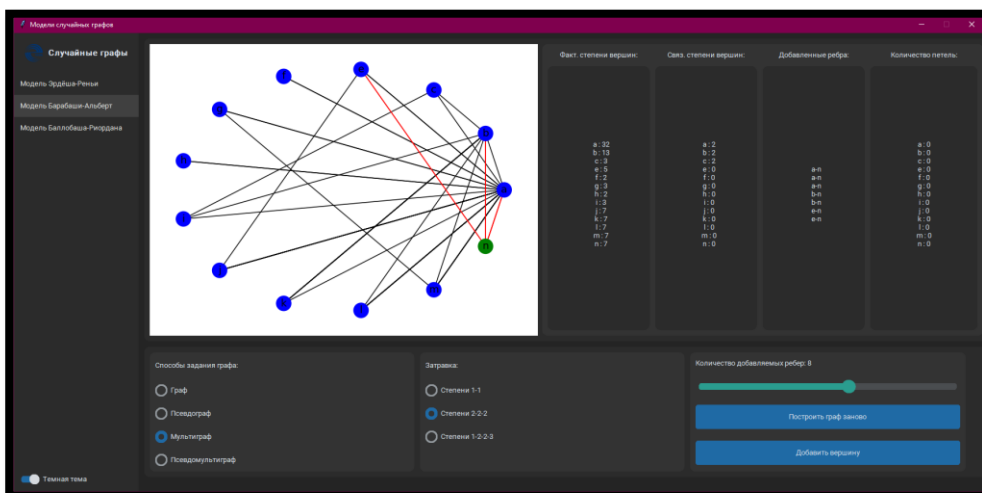 Модели случайных графов
Случайные графы
Модель Эрдёша-Реньи
Модель Барабаши-Альберт
Модель Баллобаша-Риордана
Темная тема
b
n
Факт. степени вершин:
a : 32
b : 13
c : 3
e : 5
f : 2
g : 3
h : 2
i : 3
j : 7
k : 7
l : 7
m : 7
n : 7
Связ. степени вершин:
a : 2
b : 2
c : 2
e : 0
f : 0
g : 0
h : 0
i : 0
j : 0
k : 0
l : 0
m : 0
n : 0
Добавленные ребра:
a-n
a-n
a-n
b-n
b-n
e-n
e-n
Количество петель:
a : 0
b : 0
c : 0
e : 0
f : 0
g : 0
h : 0
i : 0
j : 0
k : 0
l : 0
m : 0
n : 0
Способы задания графа:
Граф
Псевдограф
Мультиграф
Псевдомультиграф
Затравка:
Степени 1-1
Степени 2-2-2
Степени 1-2-2-3
Количество добавляемых ребер: 8
Построить граф заново
Добавить вершину